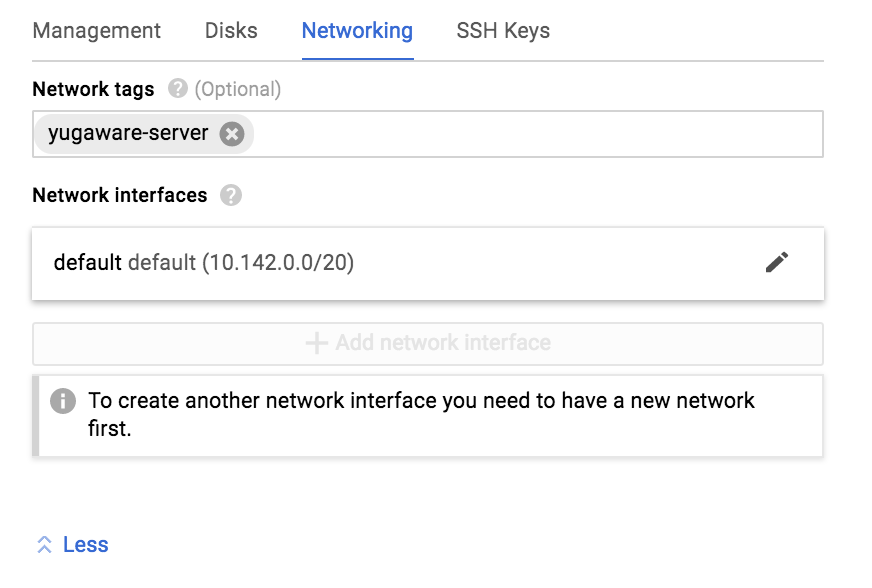 Management Disks Networking SSH Keys
Network tags ? (Optional)
yugaware-server
Network interfaces ?
default default (10.142.0.0/20)
+ Add network interface
To create another network interface you need to have a new network
first.
Less